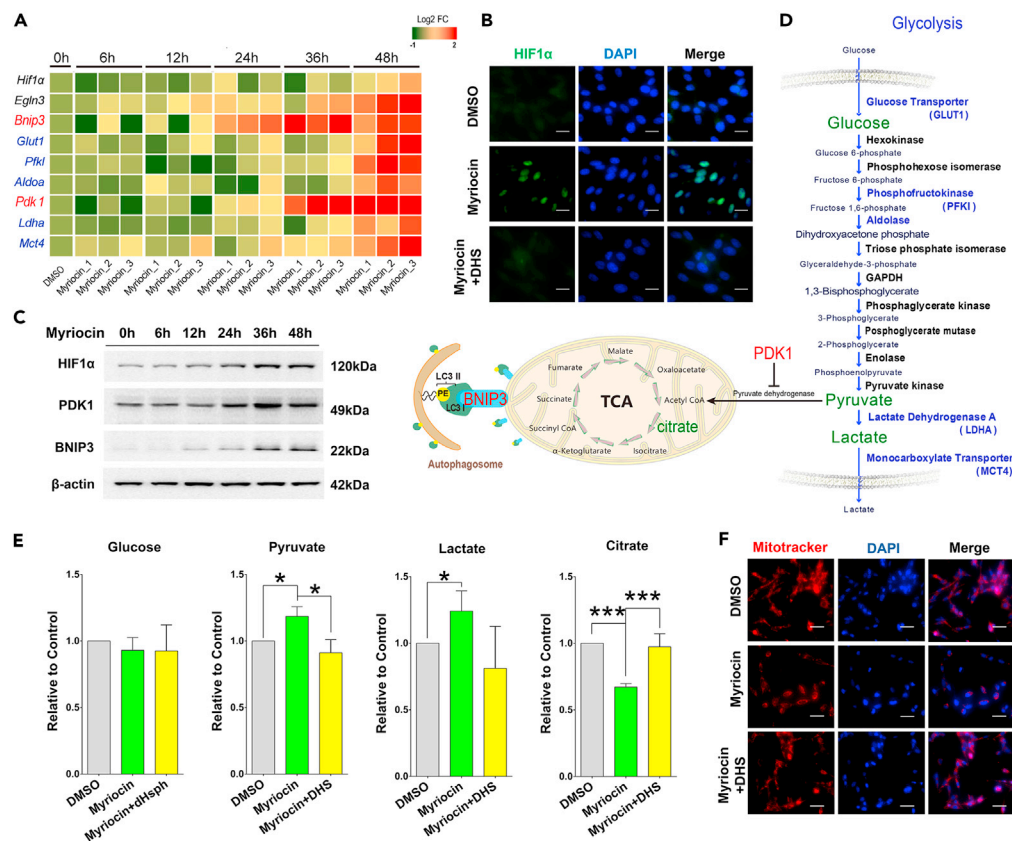 A
Log2 FC
-1
2
0h
6h
12h
24h
36h
48h
Hif1α
Egln3
Bnip3
Glut1
Pfkl
Aldoa
Pdk 1
Ldha
Mct4
DMSO
Myriocin_1
Myriocin_2
Myriocin_3
Myriocin_1
Myriocin_2
Myriocin_3
Myriocin_1
Myriocin_2
Myriocin_3
Myriocin_1
Myriocin_2
Myriocin_3
Myriocin_1
Myriocin_2
Myriocin_3
B
HIF1α
DAPI
Merge
DMSO
Myriocin
Myriocin
+DHS
C
Myriocin 0h 6h 12h 24h 36h 48h
HIF1α 120kDa
PDK1 49kDa
BNIP3 22kDa
β-actin 42kDa
D
Glycolysis
Glucose
Glucose Transporter
(GLUT1)
Glucose
Hexokinase
Glucose 6-phosphate
Phosphohexose isomerase
Fructose 6-phosphate
Phosphofructokinase
(PFKI)
Fructose 1,6-phosphate
Aldolase
Dihydroxyacetone phosphate
Triose phosphate isomerase
Glyceraldehyde-3-phosphate
GAPDH
1,3-Bisphosphoglycerate
Phosphaglycerate kinase
3-Phosphoglycerate
Posphoglycerate mutase
2-Phosphoglycerate
Enolase
Phosphoenolpyruvate
Pyruvate kinase
Pyruvate
Lactate Dehydrogenase A
(LDHA)
Lactate
Monocarboxylate Transporter
(MCT4)
Lactate
PDK1
Pyruvate dehydrogenase
LC3 II
PE
LC3 I
BNIP3
Autophagosome
TCA
Malate
Oxaloacetate
Acetyl CoA
citrate
Isocitrate
α-Ketoglutarate
Succinyl CoA
Succinate
Fumarate
E
Glucose
Relative to Control
1.5
1.0
0.5
0.0
DMSO
Myriocin
Myriocin+dHsph
Pyruvate
Relative to Control
1.5
1.0
0.5
0.0
*
*
DMSO
Myriocin
Myriocin+DHS
Lactate
Relative to Control
1.5
1.0
0.5
0.0
*
DMSO
Myriocin
Myriocin+DHS
Citrate
Relative to Control
1.5
1.0
0.5
0.0
***
***
DMSO
Myriocin
Myriocin+DHS
F
Mitotracker
DAPI
Merge
DMSO
Myriocin
Myriocin
+DHS